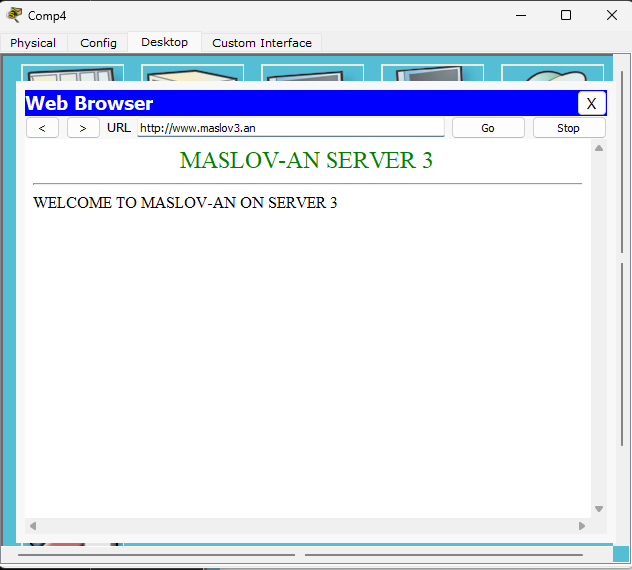 Comp4
Physical Config Desktop Custom Interface
Web Browser X
< > URL http://www.maslov3.an Go Stop
MASLOV-AN SERVER 3
WELCOME TO MASLOV-AN ON SERVER 3